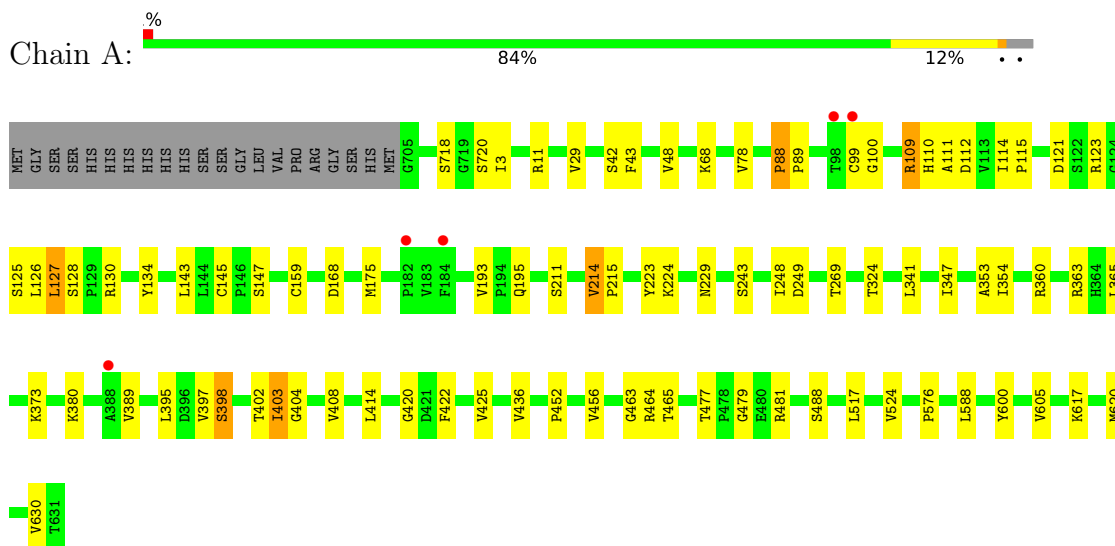 .%
Chain A:
84% 12% • •
MET GLY SER SER HIS HIS HIS HIS HIS HIS SER SER GLY LEU VAL PRO ARG GLY SER HIS MET G705 S718 G719 S720 I3 R11 V29 S42 F43 V48 K68 V78 P88 P89 T98 C99 G100 R109 H110 A111 D112 V113 I114 P115 D121 S122 R123 G124
S125 L126 L127 S128 P129 R130 Y134 L143 L144 C145 P146 S147 C159 D168 M175 P182 V183 F184 V193 P194 Q195 S211 V214 P215 Y223 K224 N229 S243 I248 D249 T269 T324 L341 I347 A353 I354 R360 R363 H364 L365
K373 K380 A388 V389 L395 D396 V397 S398 T402 I403 G404 V408 L414 G420 D421 F422 V425 V436 P452 V456 G463 R464 T465 T477 P478 G479 E480 R481 S488 L517 V524 P576 L588 Y600 V605 K617 M620
V630 T631